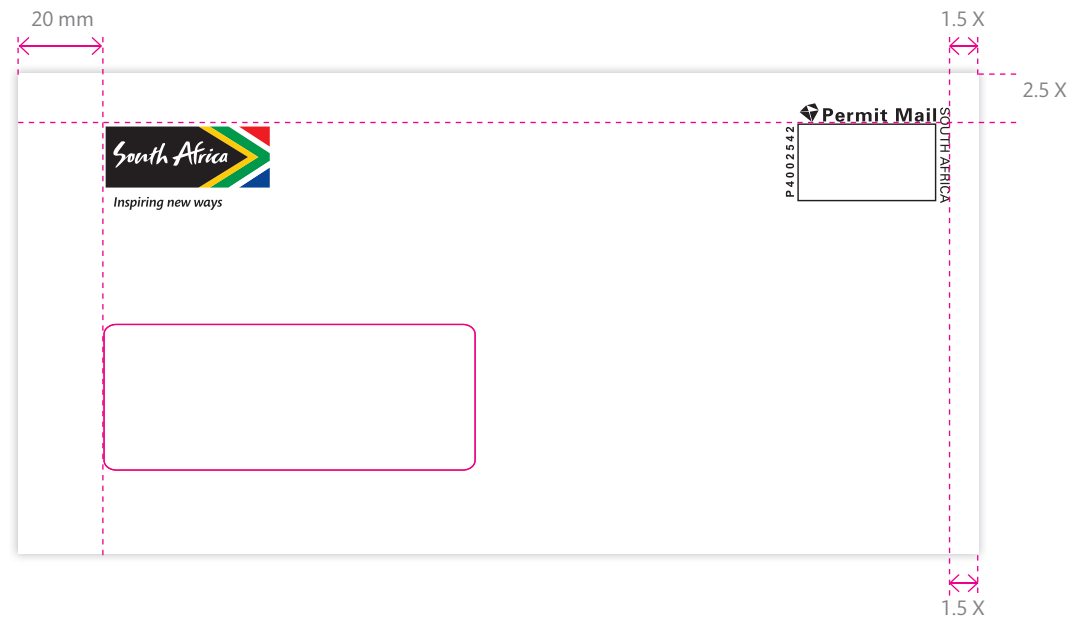 20 mm
1.5 X
2.5 X
Permit Mail
SOUTH AFRICA
P4002542
South Africa
Inspiring new ways
1.5 X